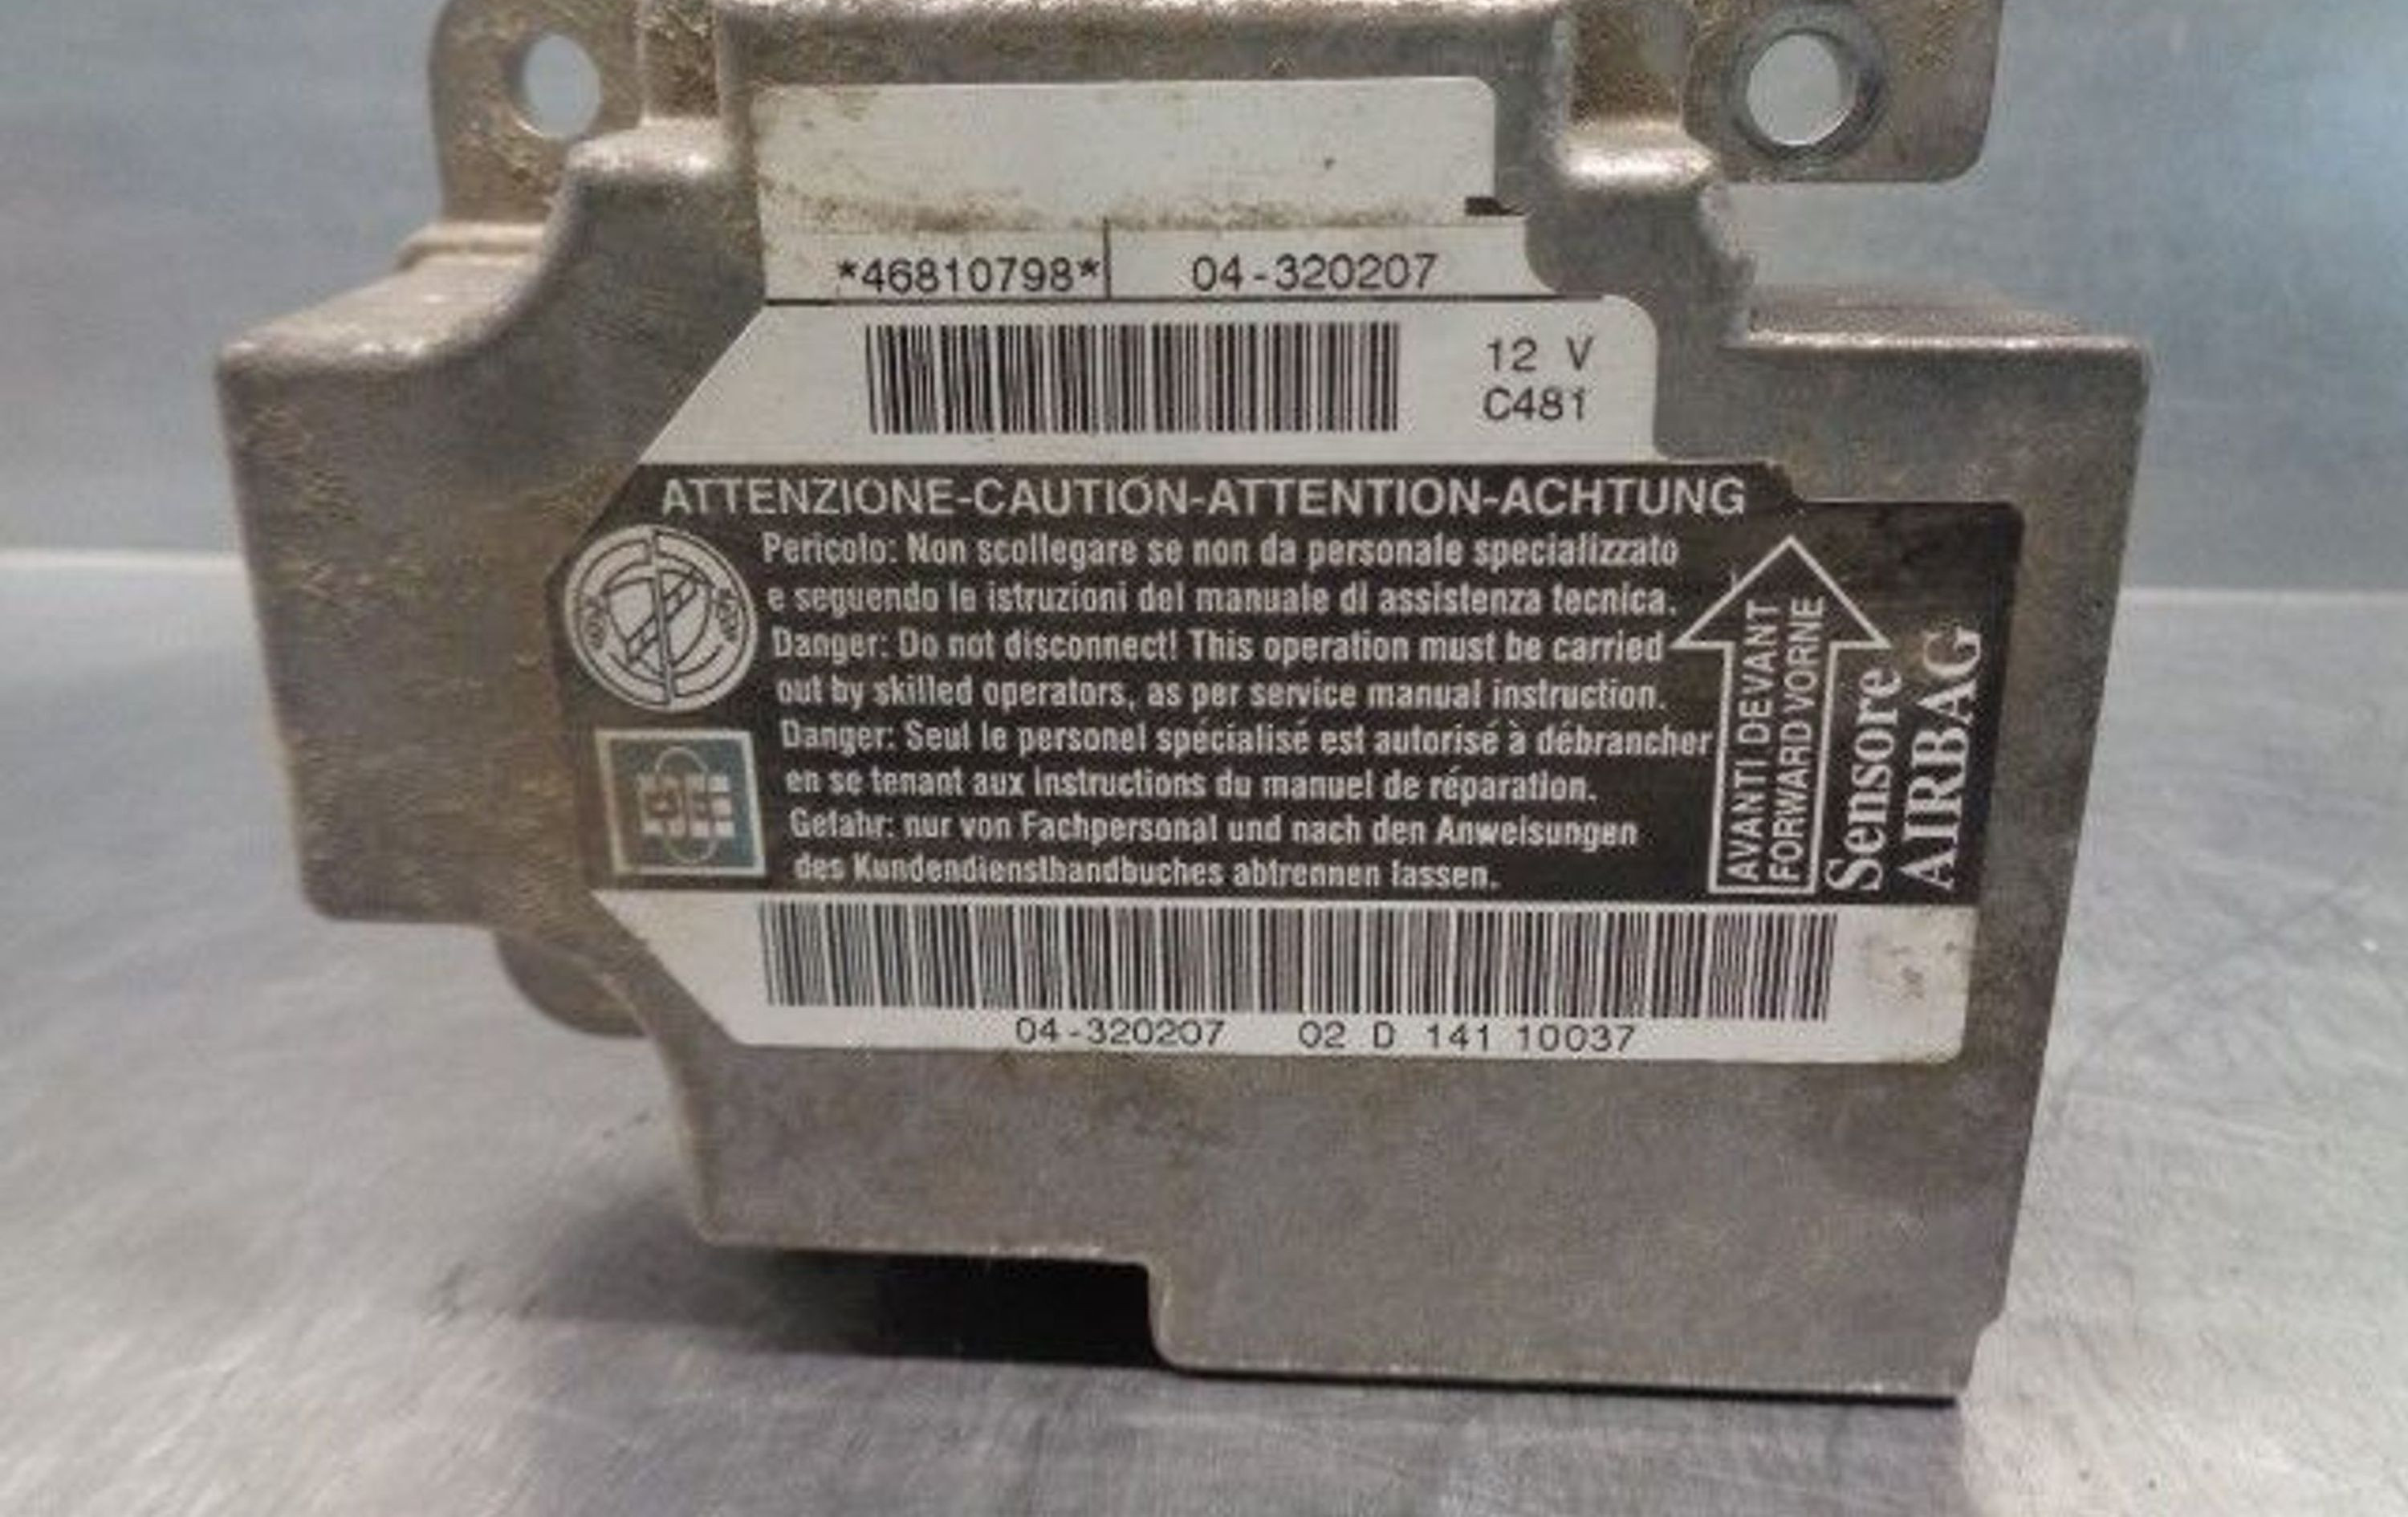 *46810798* 04-320207
12 V
C481
ATTENZIONE-CAUTION-ATTENTION-ACHTUNG
Pericolo: Non scollegare se non da personale specializzato
e seguendo le istruzioni del manuale di assistenza tecnica.
Danger: Do not disconnect! This operation must be carried
out by skilled operators, as per service manual instruction.
Danger: Seul le personel spécialisé est autorisé à débrancher
en se tenant aux instructions du manuel de réparation.
Gefahr: nur von Fachpersonal und nach den Anweisungen
des Kundendiensthandbuches abtrennen lassen.
AVANTI DEVANT
FORWARD VORNE
Sensore
AIRBAG
04-320207 02 D 141 10037